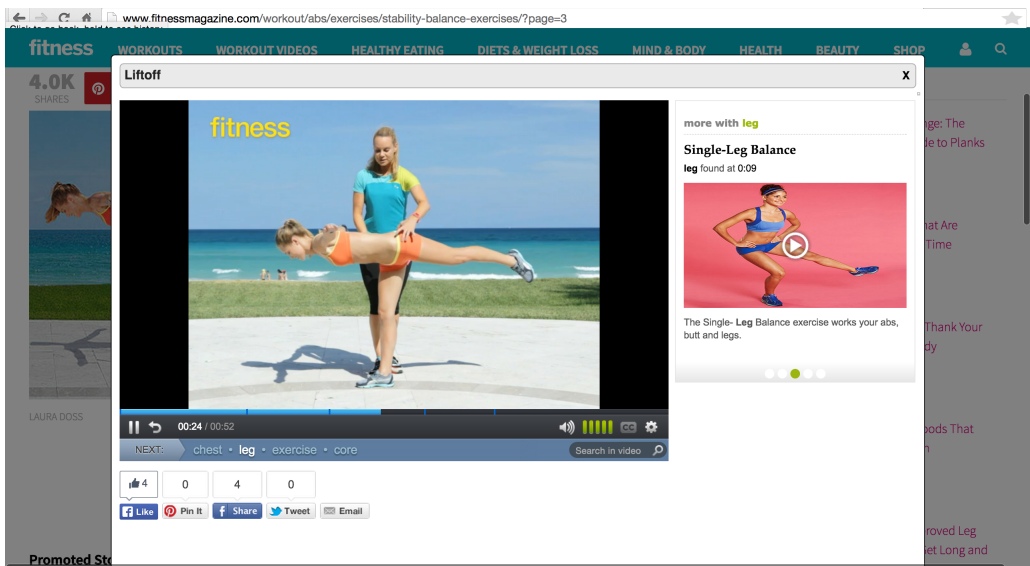 www.fitnessmagazine.com/workout/abs/exercises/stability-balance-exercises/?page=3
fitness WORKOUTS WORKOUT VIDEOS HEALTHY EATING DIETS & WEIGHT LOSS MIND & BODY HEALTH BEAUTY SHOP
4.0K
SHARES
Liftoff X
fitness
more with leg
Single-Leg Balance
leg found at 0:09
The Single- Leg Balance exercise works your abs,
butt and legs.
nge: The
de to Planks
hat Are
Time
Thank Your
dy
oods That
n
roved Leg
Get Long and
LAURA DOSS
00:24 / 00:52 CC
NEXT: chest • leg • exercise • core Search in video
4 0 4 0
Like Pin It Share Tweet Email
Promoted Sto